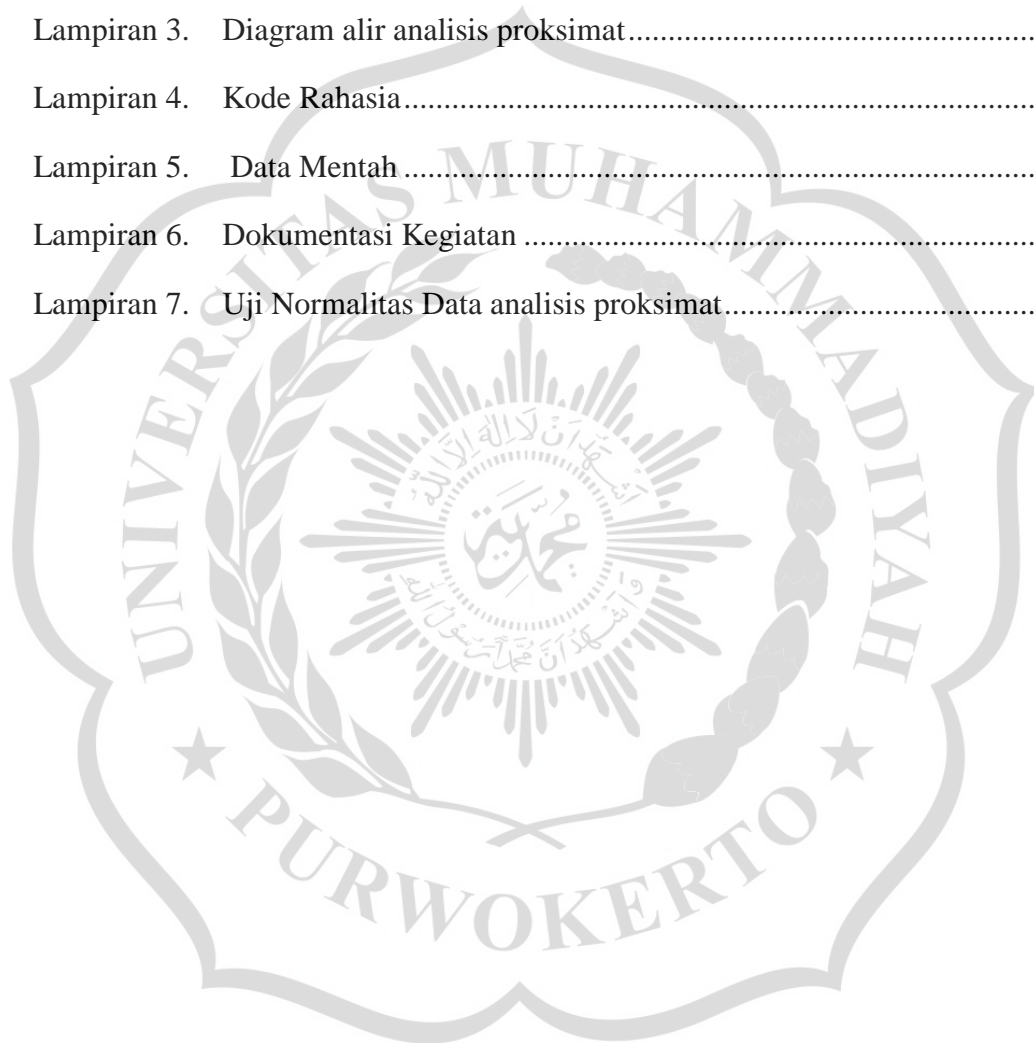 Lampiran 3. Diagram alir analisis proksimat.......................................................
Lampiran 4. Kode Rahasia...................................................................................
Lampiran 5. Data Mentah ...................................................................................
Lampiran 6. Dokumentasi Kegiatan ....................................................................
Lampiran 7. Uji Normalitas Data analisis proksimat...........................................
UNIVERSITAS MUHAMMADIYAH
PURWOKERTO